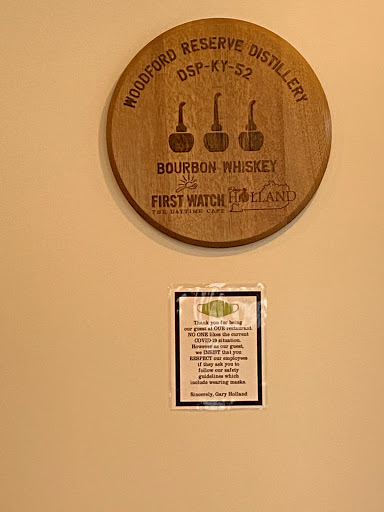 WOODFORD RESERVE DISTILLERY
DSP-KY-52
BOURBON WHISKEY
FIRST WATCH
THE DAYTIME CAFE
HOLLAND
Thank you for being
our guest at OUR restaurant.
NO ONE likes the current
COVID-19 situation.
However as our guest,
we INSIST that you
RESPECT our employees
if they ask you to
follow our safety
guidelines which
include wearing masks.
Sincerely, Gary Holland